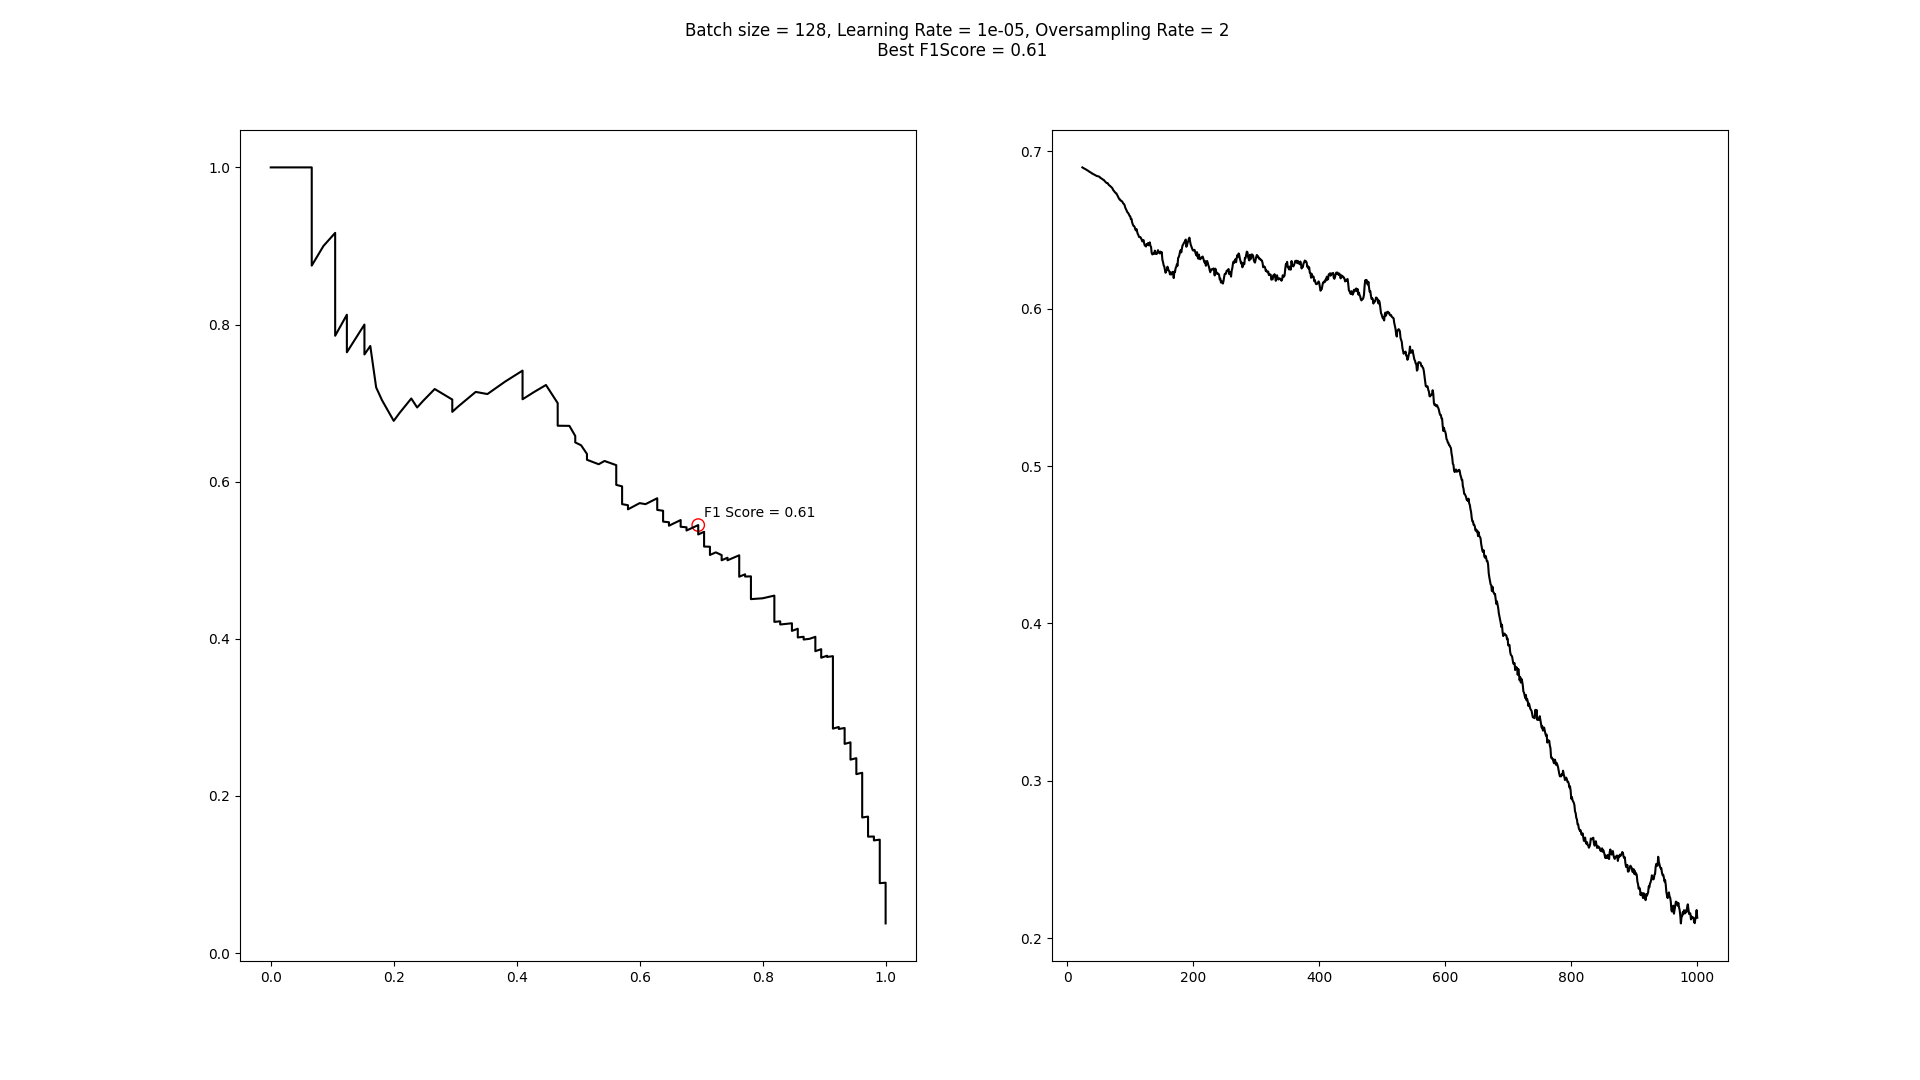 Batch size = 128, Learning Rate = 1e-05, Oversampling Rate = 2
Best F1Score = 0.61
1.0
0.8
0.6
0.4
0.2
0.0
0.0 0.2 0.4 0.6 0.8 1.0
F1 Score = 0.61
0.7
0.6
0.5
0.4
0.3
0.2
0 200 400 600 800 1000